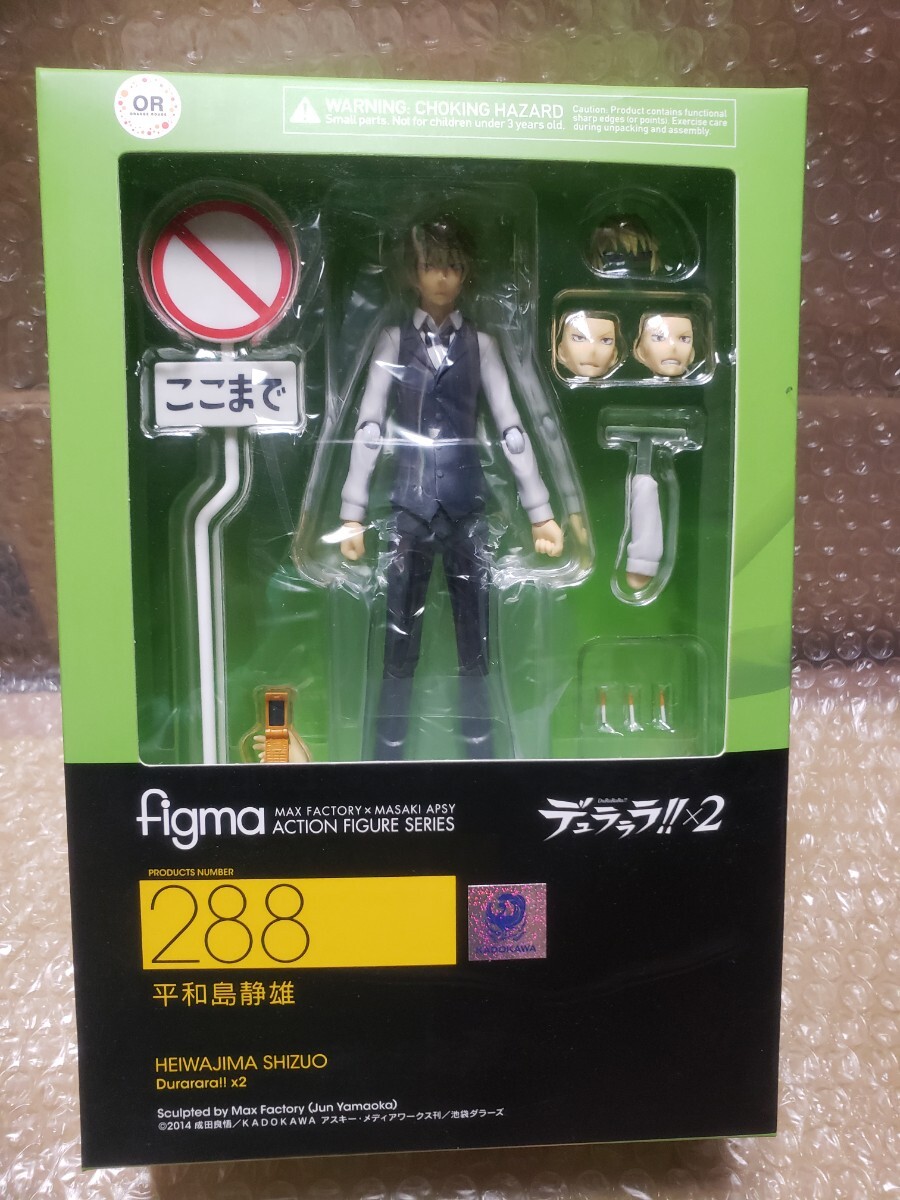 OR
ORANGE ROUGE
WARNING: CHOKING HAZARD
Small parts. Not for children under 3 years old.
Caution: Product contains functional
sharp edges (or points). Exercise care
during unpacking and assembly.
ここまで
figma
MAX FACTORY × MASAKI APSY
ACTION FIGURE SERIES
DuRaRaRa!!
デュラララ!!×2
PRODUCTS NUMBER
288
KADOKAWA
平和島静雄
HEIWAJIMA SHIZUO
Durarara!! x2
Sculpted by Max Factory (Jun Yamaoka)
©2014 成田良悟／KADOKAWA アスキー・メディアワークス刊／池袋ダラーズ